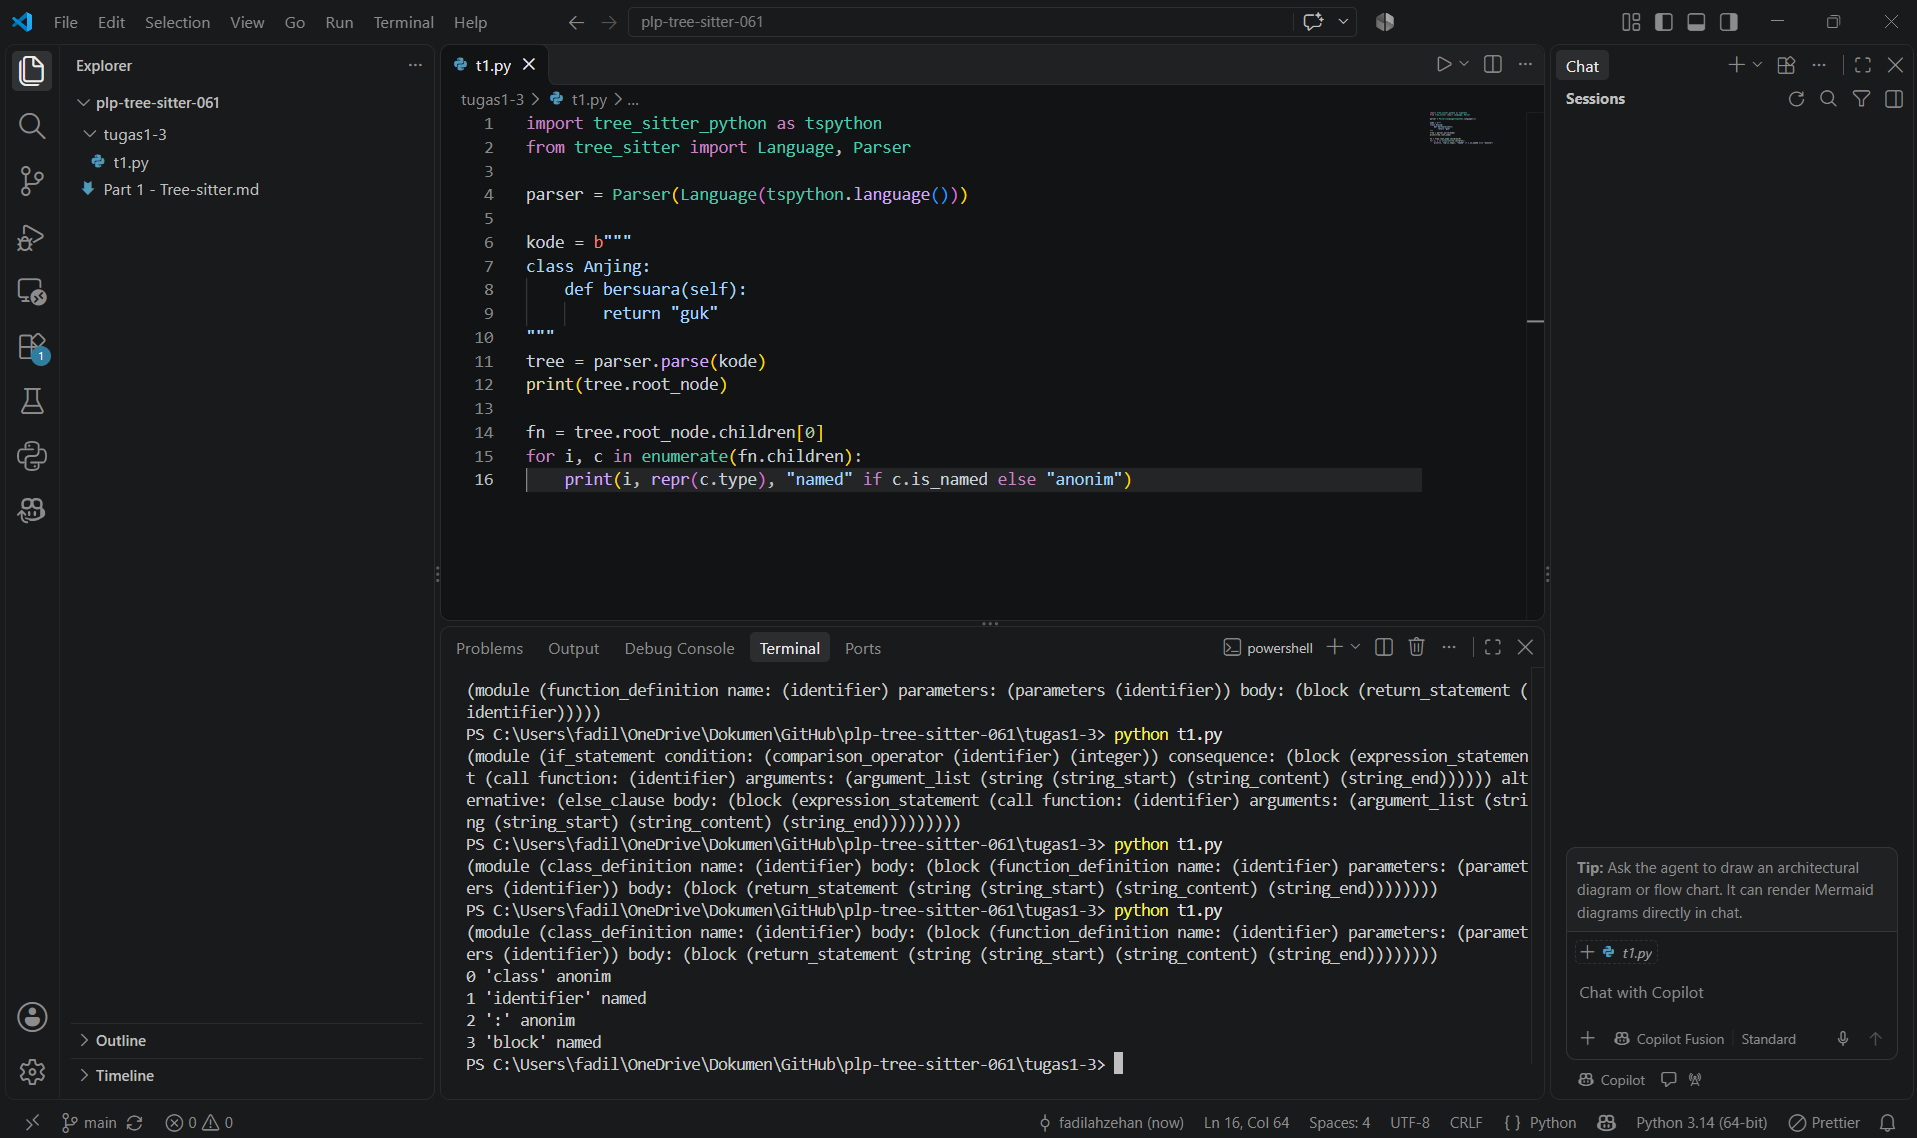 File Edit Selection View Go Run Terminal Help
plp-tree-sitter-061
Explorer
plp-tree-sitter-061
tugas1-3
t1.py
Part 1 - Tree-sitter.md
Outline
Timeline
t1.py
tugas1-3 > t1.py > ...
1 import tree_sitter_python as tspython
2 from tree_sitter import Language, Parser
3
4 parser = Parser(Language(tspython.language()))
5
6 kode = b"""
7 class Anjing:
8     def bersuara(self):
9         return "guk"
10 """
11 tree = parser.parse(kode)
12 print(tree.root_node)
13
14 fn = tree.root_node.children[0]
15 for i, c in enumerate(fn.children):
16     print(i, repr(c.type), "named" if c.is_named else "anonim")
Problems Output Debug Console Terminal Ports
powershell
(module (function_definition name: (identifier) parameters: (parameters (identifier)) body: (block (return_statement (
identifier)))))
PS C:\Users\fadil\OneDrive\Dokumen\GitHub\plp-tree-sitter-061\tugas1-3> python t1.py
(module (if_statement condition: (comparison_operator (identifier) (integer)) consequence: (block (expression_statemen
t (call function: (identifier) arguments: (argument_list (string (string_start) (string_content) (string_end)))))) alt
ernative: (else_clause body: (block (expression_statement (call function: (identifier) arguments: (argument_list (stri
ng (string_start) (string_content) (string_end)))))))))
PS C:\Users\fadil\OneDrive\Dokumen\GitHub\plp-tree-sitter-061\tugas1-3> python t1.py
(module (class_definition name: (identifier) body: (block (function_definition name: (identifier) parameters: (paramet
ers (identifier)) body: (block (return_statement (string (string_start) (string_content) (string_end))))))))
PS C:\Users\fadil\OneDrive\Dokumen\GitHub\plp-tree-sitter-061\tugas1-3> python t1.py
(module (class_definition name: (identifier) body: (block (function_definition name: (identifier) parameters: (paramet
ers (identifier)) body: (block (return_statement (string (string_start) (string_content) (string_end))))))))
0 'class' anonim
1 'identifier' named
2 ':' anonim
3 'block' named
PS C:\Users\fadil\OneDrive\Dokumen\GitHub\plp-tree-sitter-061\tugas1-3>
Chat
Sessions
Tip: Ask the agent to draw an architectural
diagram or flow chart. It can render Mermaid
diagrams directly in chat.
t1.py
Chat with Copilot
Copilot Fusion Standard
Copilot
1
main 0 0 fadilahzehan (now) Ln 16, Col 64 Spaces: 4 UTF-8 CRLF {} Python Python 3.14 (64-bit) Prettier